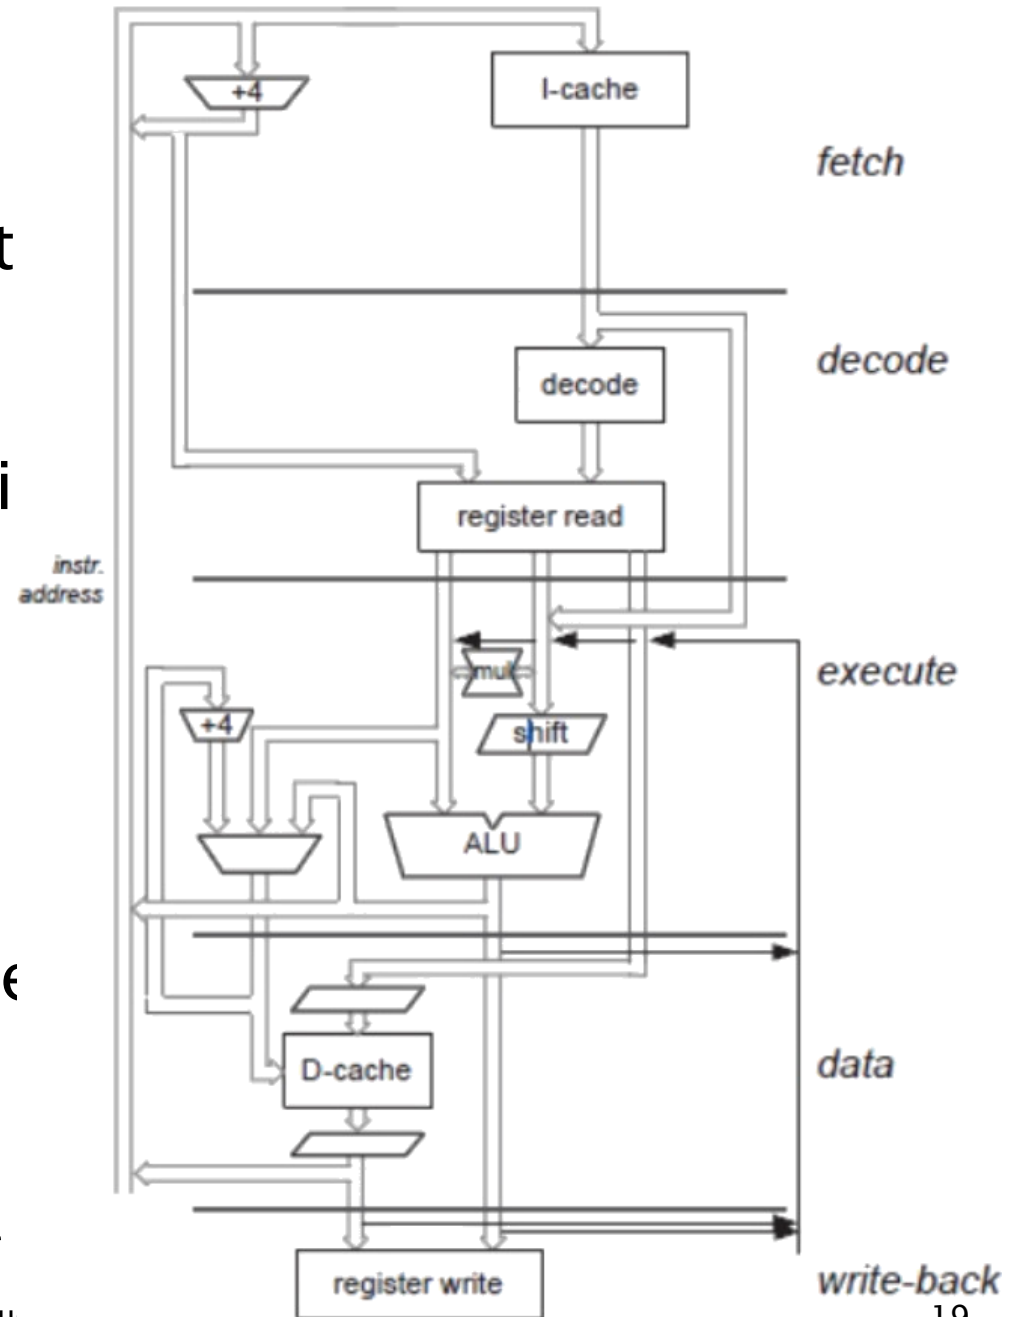 +4
I-cache
fetch
t
decode
decode
i
register read
instr.
address
execute
mul
+4
shift
ALU
e
D-cache
data
register write
write-back
19